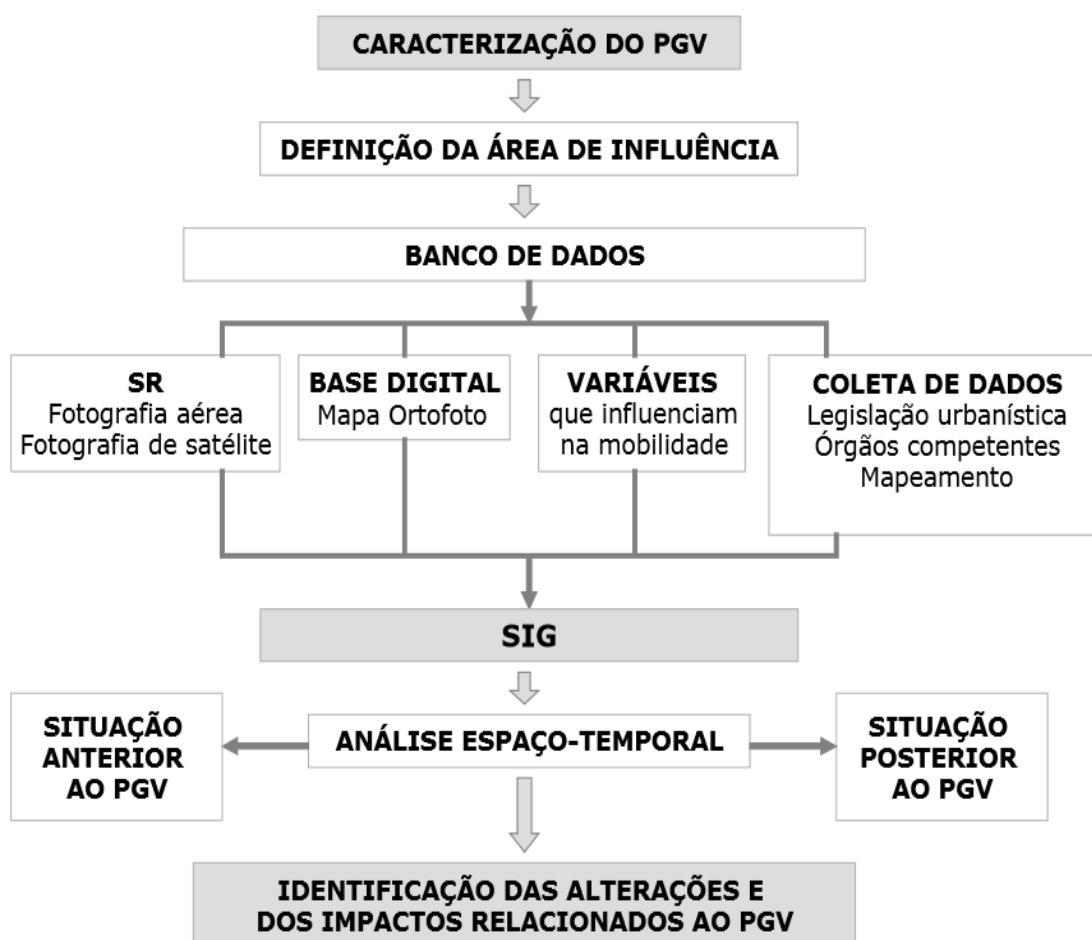 CARACTERIZAÇÃO DO PGV
DEFINIÇÃO DA ÁREA DE INFLUÊNCIA
BANCO DE DADOS
SR
Fotografia aérea
Fotografia de satélite
BASE DIGITAL
Mapa Ortofoto
VARIÁVEIS
que influenciam
na mobilidade
COLETA DE DADOS
Legislação urbanística
Órgãos competentes
Mapeamento
SIG
SITUAÇÃO
ANTERIOR
AO PGV
ANÁLISE ESPAÇO-TEMPORAL
SITUAÇÃO
POSTERIOR
AO PGV
IDENTIFICAÇÃO DAS ALTERAÇÕES E
DOS IMPACTOS RELACIONADOS AO PGV